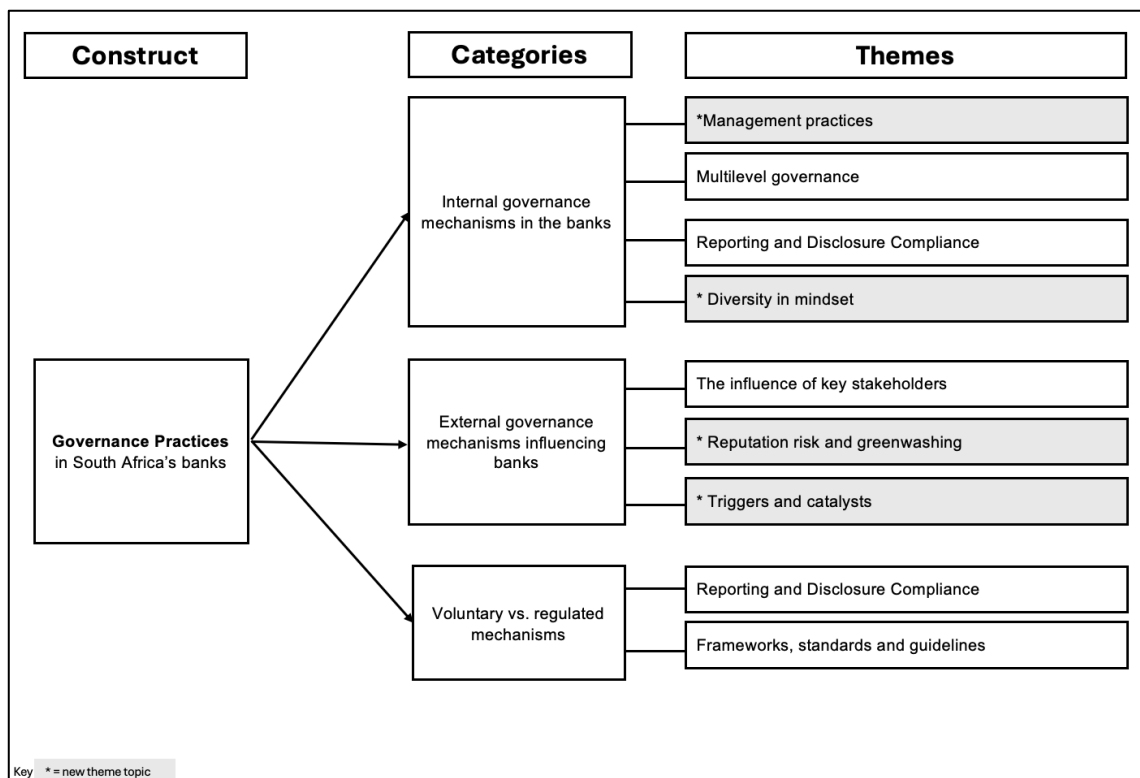 Construct
Categories
Themes
Governance Practices
in South Africa's banks
Internal governance
mechanisms in the banks
*Management practices
Multilevel governance
Reporting and Disclosure Compliance
* Diversity in mindset
External governance
mechanisms influencing
banks
The influence of key stakeholders
* Reputation risk and greenwashing
* Triggers and catalysts
Voluntary vs. regulated
mechanisms
Reporting and Disclosure Compliance
Frameworks, standards and guidelines
Key * = new theme topic